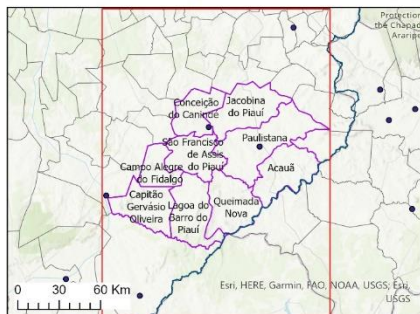 Protection
the Chapad
Araripe
Conceição
do Canindé
Jacobina
do Piauí
São Francisco
de Assis
do Piauí
Paulistana
Campo Alegre
do Fidalgo
Acauã
Capitão
Gervásio
Oliveira
Lagoa do
Barro do
Piauí
Queimada
Nova
Esri, HERE, Garmin, FAO, NOAA, USGS, Esri,
USGS
0 30 60 Km